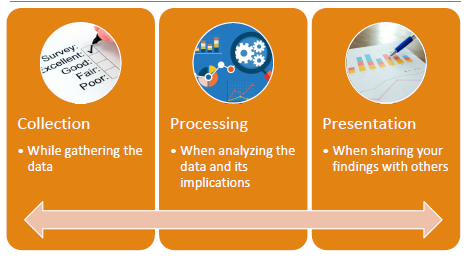 Survey:
Excellent:
Good:
Fair:
Poor:
Collection
• While gathering the
data
Processing
• When analyzing the
data and its
implications
Presentation
• When sharing your
findings with others